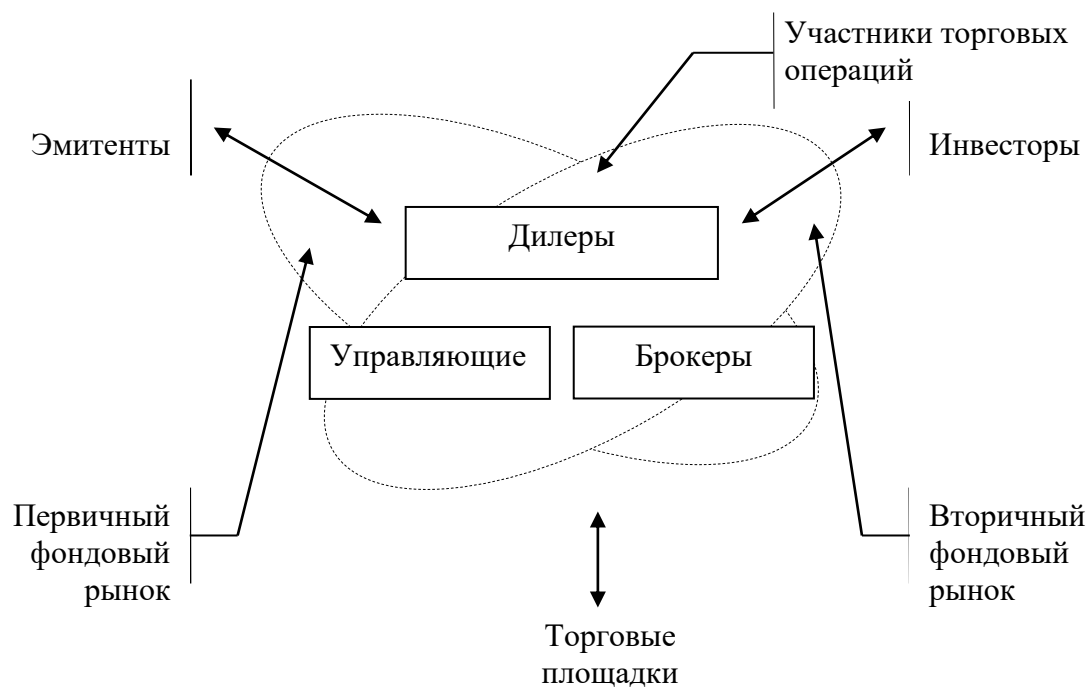 Участники торговых
операций
Эмитенты
Инвесторы
Дилеры
Управляющие
Брокеры
Первичный
фондовый
рынок
Вторичный
фондовый
рынок
Торговые
площадки